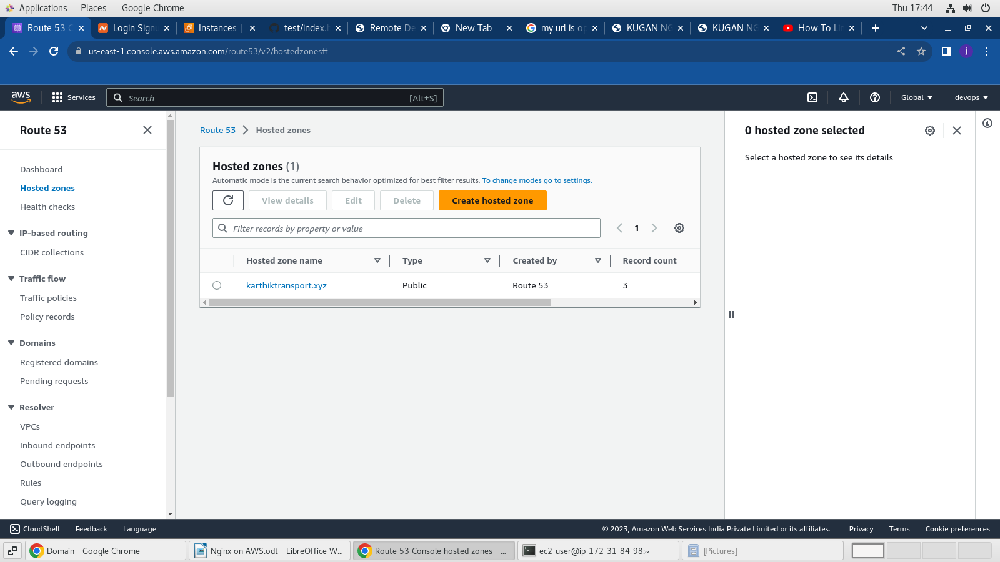 Applications Places Google Chrome Thu 17:44
Route 53 C Login Signu Instances | test/index.h Remote De New Tab my url is op KUGAN NG KUGAN NG How To Lin
us-east-1.console.aws.amazon.com/route53/v2/hostedzones# j
aws Services Search [Alt+S] Global devops
Route 53
Dashboard
Hosted zones
Health checks
IP-based routing
CIDR collections
Traffic flow
Traffic policies
Policy records
Domains
Registered domains
Pending requests
Resolver
VPCs
Inbound endpoints
Outbound endpoints
Rules
Query logging
Route 53 Hosted zones
Hosted zones (1)
Automatic mode is the current search behavior optimized for best filter results. To change modes go to settings.
View details Edit Delete Create hosted zone
Filter records by property or value 1
Hosted zone name Type Created by Record count
karthiktransport.xyz Public Route 53 3
0 hosted zone selected
Select a hosted zone to see its details
CloudShell Feedback Language © 2023, Amazon Web Services India Private Limited or its affiliates. Privacy Terms Cookie preferences
Domain - Google Chrome Nginx on AWS.odt - LibreOffice W... Route 53 Console hosted zones - ... ec2-user@ip-172-31-84-98:~ [Pictures]